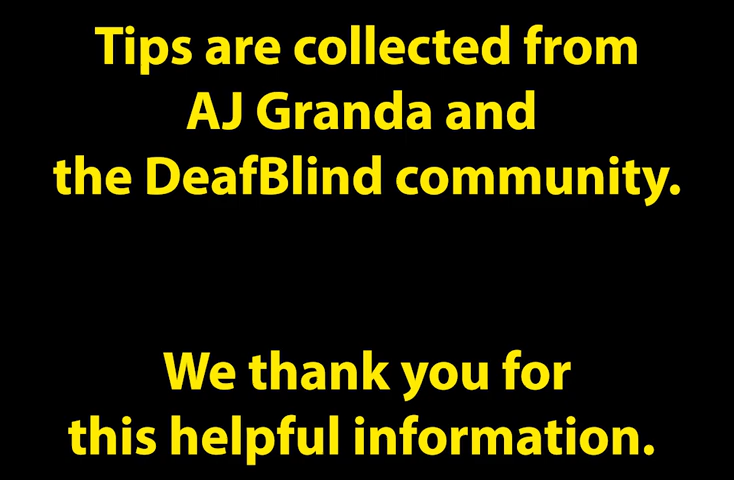 Tips are collected from
AJ Granda and
the DeafBlind community.
We thank you for
this helpful information.